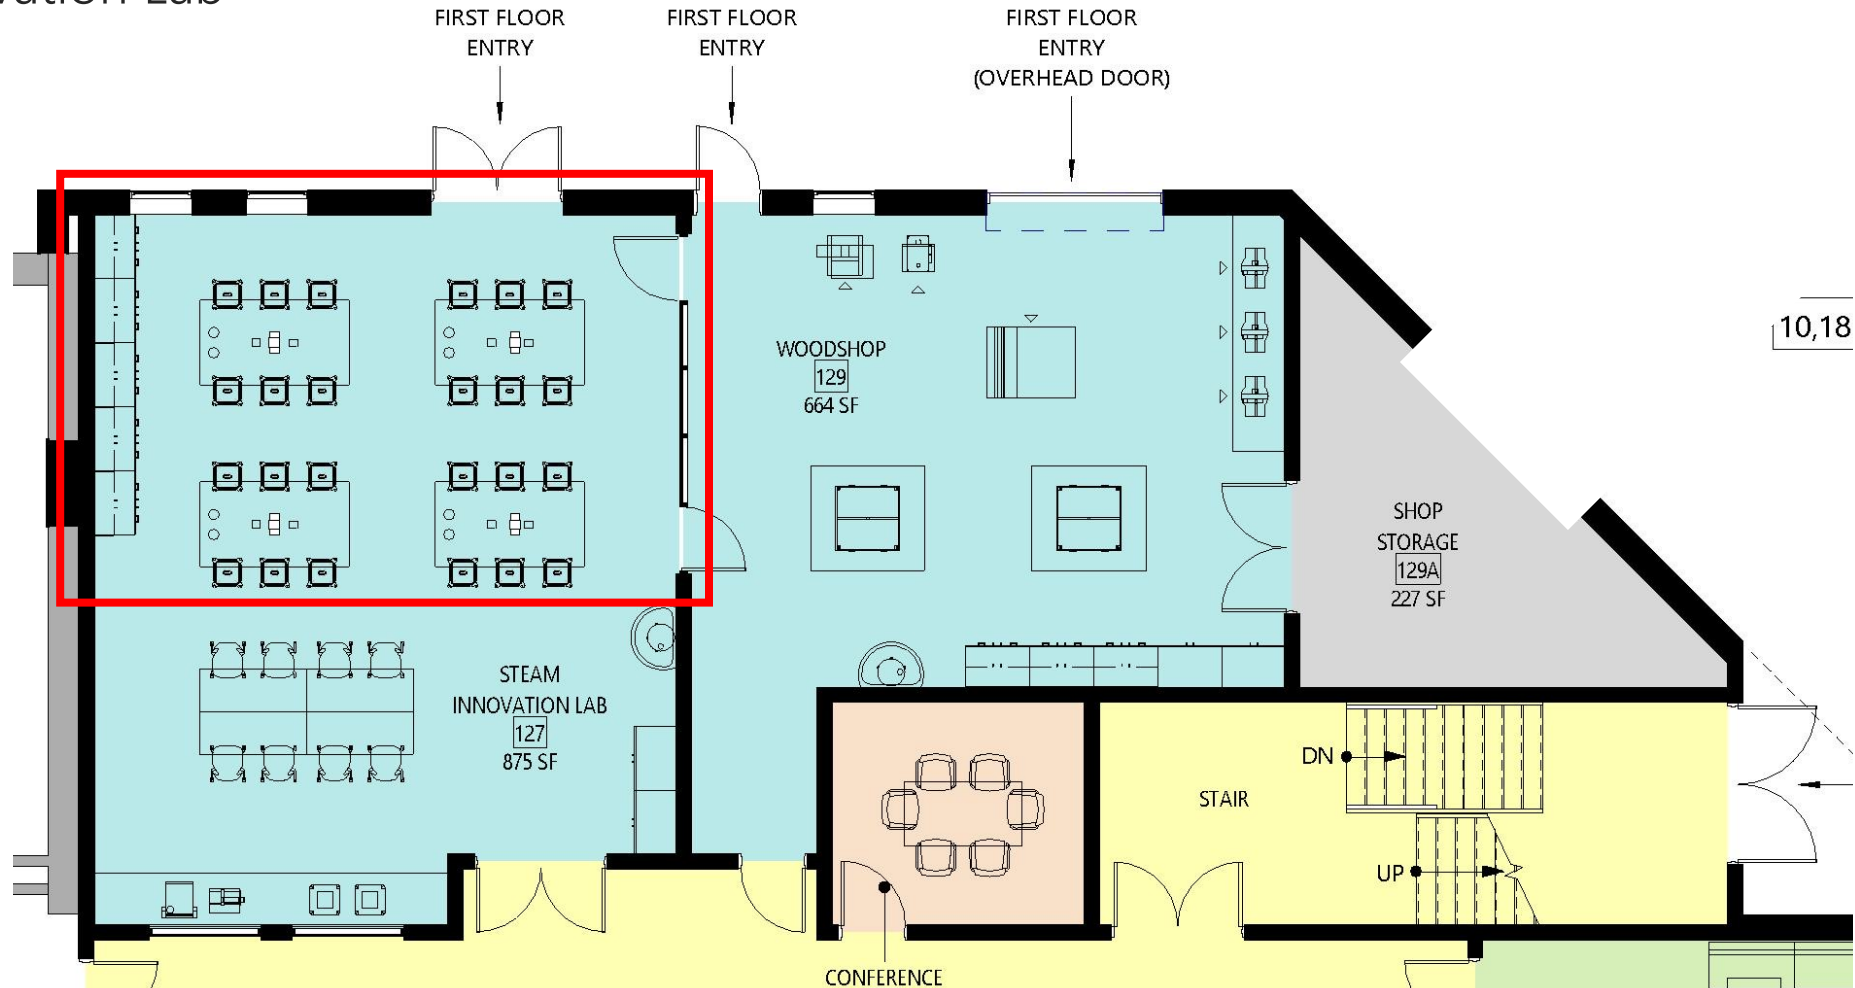 Lab
FIRST FLOOR
ENTRY
FIRST FLOOR
ENTRY
FIRST FLOOR
ENTRY
(OVERHEAD DOOR)
10,18
WOODSHOP
129
664 SF
SHOP
STORAGE
129A
227 SF
STEAM
INNOVATION LAB
127
875 SF
DN
STAIR
UP
CONFERENCE